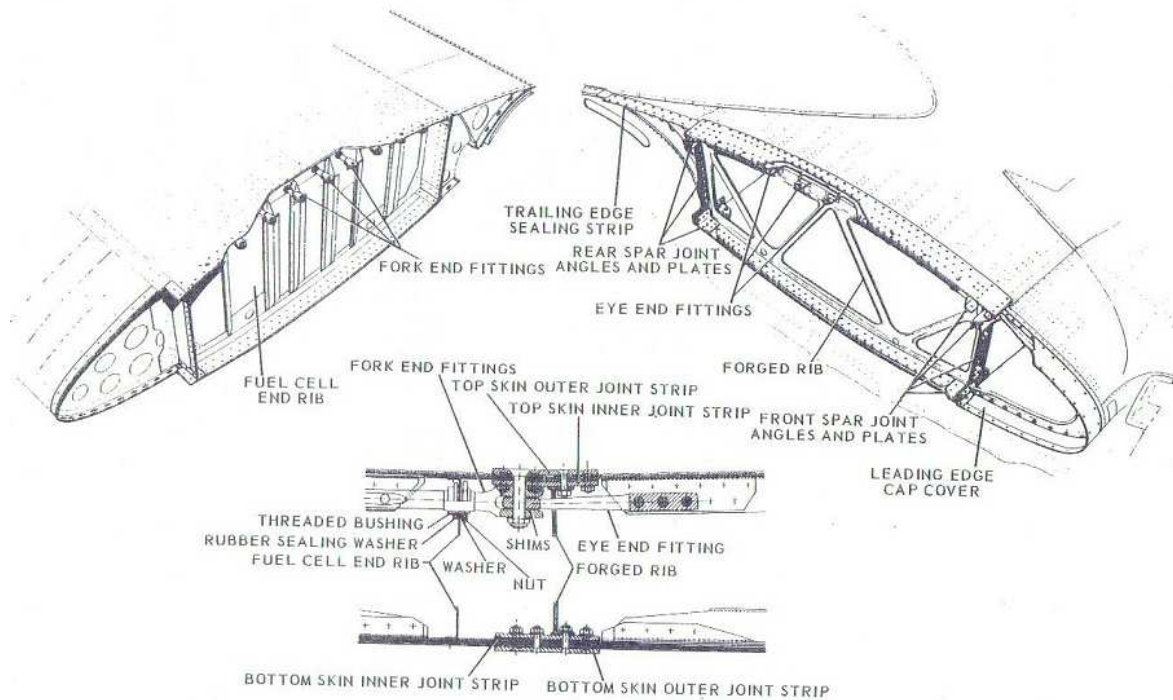 TRAILING EDGE
SEALING STRIP
REAR SPAR JOINT
ANGLES AND PLATES
FORK END FITTINGS
EYE END FITTINGS
FORGED RIB
FUEL CELL
END RIB
FORK END FITTINGS
TOP SKIN OUTER JOINT STRIP
TOP SKIN INNER JOINT STRIP
FRONT SPAR JOINT
ANGLES AND PLATES
LEADING EDGE
CAP COVER
THREADED BUSHING
RUBBER SEALING WASHER
FUEL CELL END RIB
WASHER
NUT
SHIMS
EYE END FITTING
FORGED RIB
BOTTOM SKIN INNER JOINT STRIP
BOTTOM SKIN OUTER JOINT STRIP